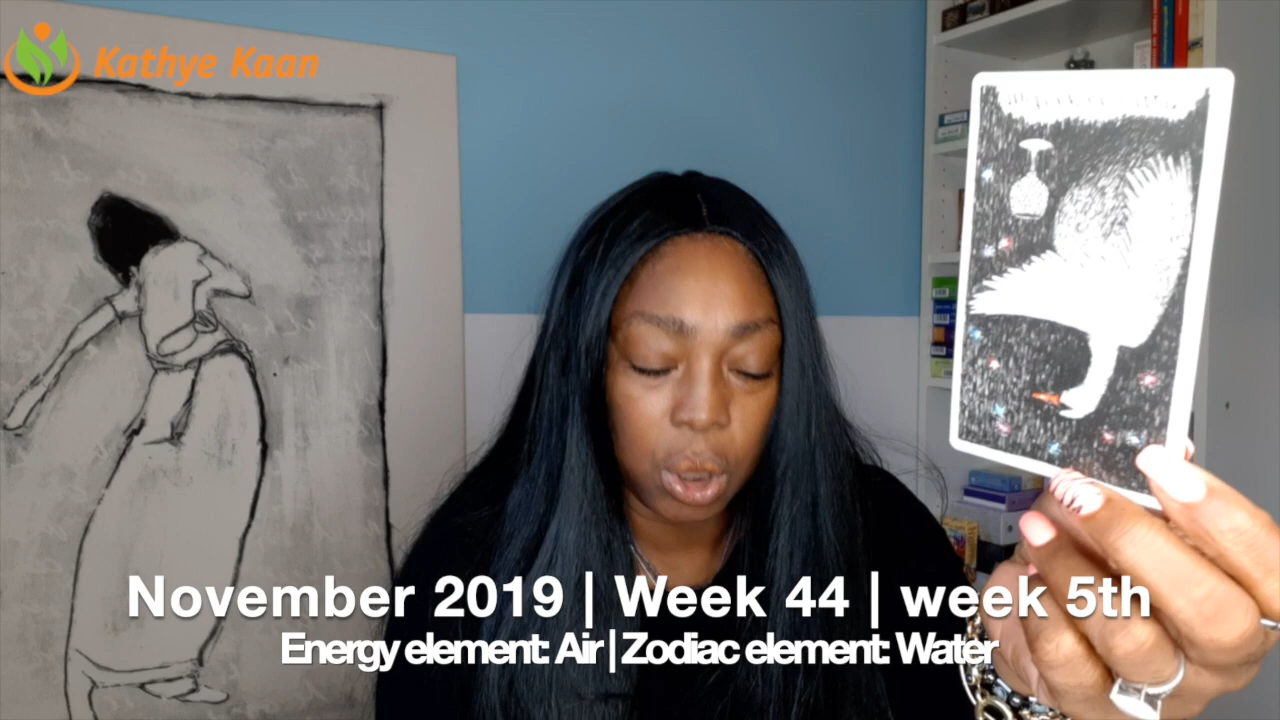 Kathye Kaan
November 2019 | Week 44 | week 5th
Energy element: Air | Zodiac element: Water